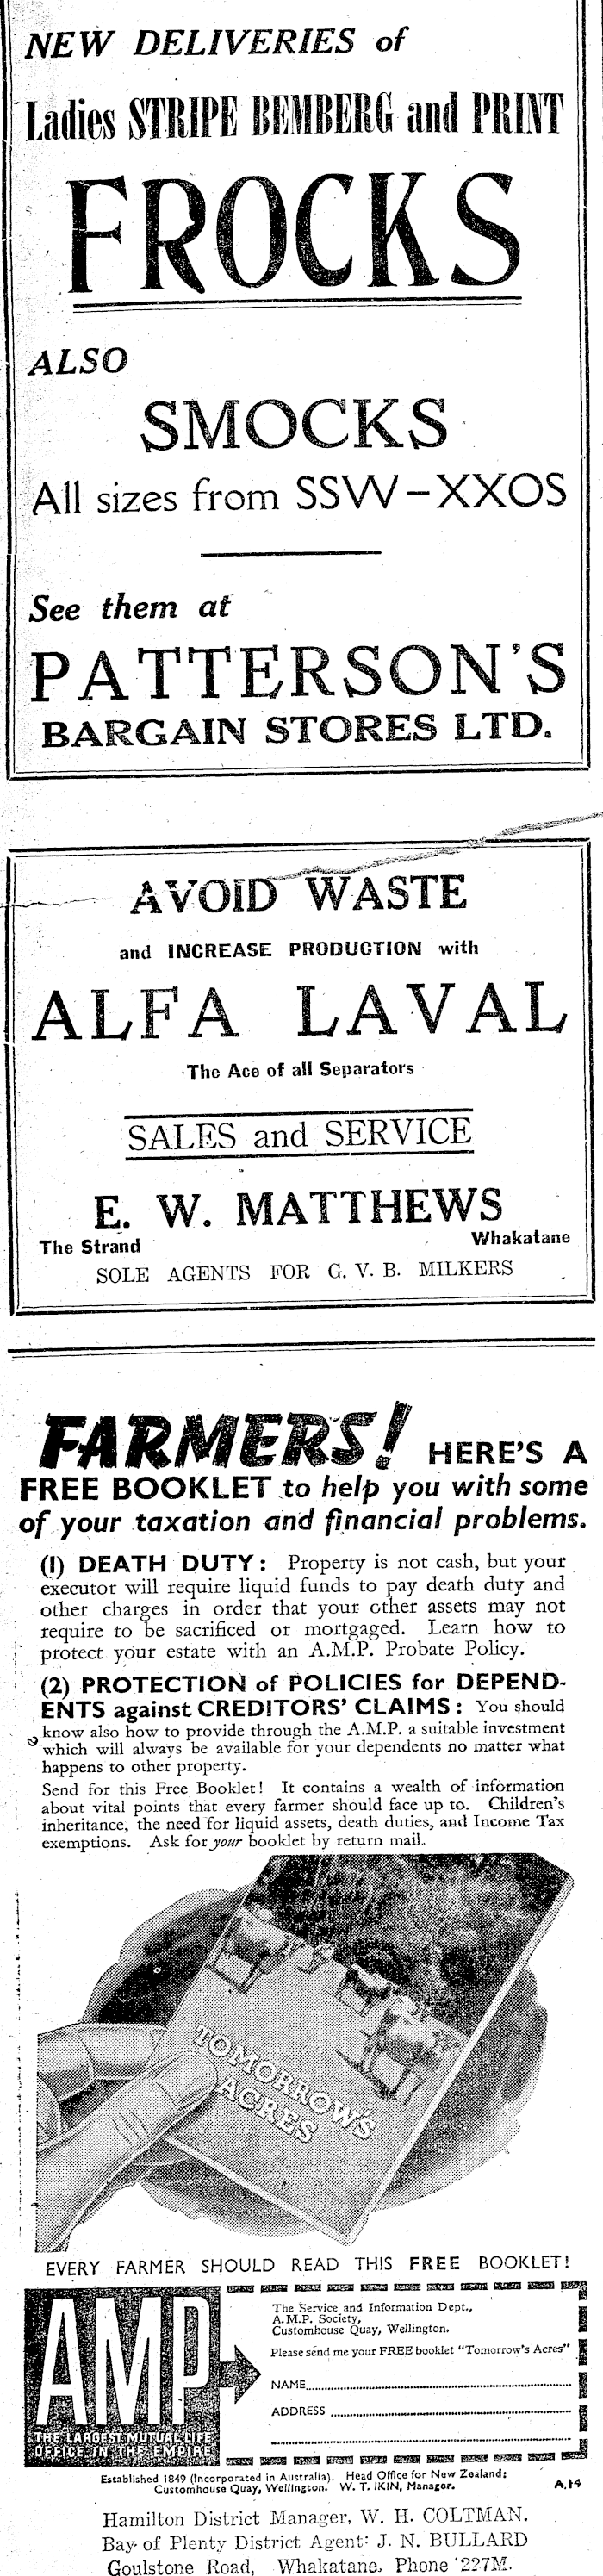 NEW DELIVERIES of
Ladies STRIPE BEMBERG and PRINT
FROCKS
ALSO
SMOCKS
All sizes from SSW-XXOS
See them at
PATTERSON'S
BARGAIN STORES LTD.
AVOID WASTE
and INCREASE PRODUCTION with
ALFA LAVAL
The Ace of all Separators
SALES and SERVICE
E. W. MATTHEWS
The Strand Whakatane
SOLE AGENTS FOR G. V. B. MILKERS
FARMERS! HERE'S A
FREE BOOKLET to help you with some
of your taxation and financial problems.
(1) DEATH DUTY: Property is not cash, but your
executor will require liquid funds to pay death duty and
other charges in order that your other assets may not
require to be sacrificed or mortgaged. Learn how to
protect your estate with an A.M.P. Probate Policy.
(2) PROTECTION of POLICIES for DEPEND-
ENTS against CREDITORS' CLAIMS: You should
know also how to provide through the A.M.P. a suitable investment
which will always be available for your dependents no matter what
happens to other property.
Send for this Free Booklet! It contains a wealth of information
about vital points that every farmer should face up to. Children's
inheritance, the need for liquid assets, death duties, and Income Tax
exemptions. Ask for your booklet by return mail.
TOMORROW'S
ACRES
EVERY FARMER SHOULD READ THIS FREE BOOKLET!
AMP
THE LARGEST MUTUAL LIFE
OFFICE IN THE EMPIRE
The Service and Information Dept.,
A.M.P. Society,
Customhouse Quay, Wellington.
Please send me your FREE booklet "Tomorrow's Acres"
NAME
ADDRESS
Established 1849 (Incorporated in Australia). Head Office for New Zealand:
Customhouse Quay, Wellington. W. T. IKIN, Manager.
A.14
Hamilton District Manager, W. H. COLTMAN.
Bay of Plenty District Agent: J. N. BULLARD
Goulstone Road, Whakatane. Phone 227M.